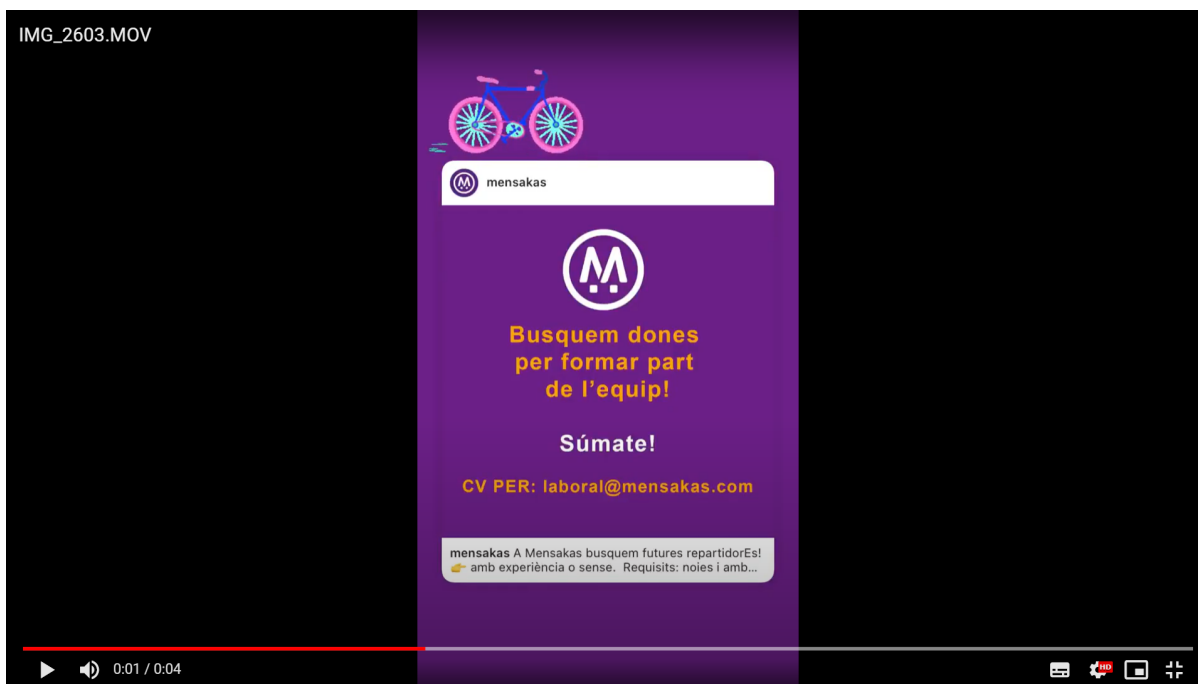 IMG_2603.MOV
mensakas
M
Busquem dones
per formar part
de l'equip!
Súmate!
CV PER: laboral@mensakas.com
mensakas A Mensakas busquem futures repartidorEs!
👉 amb experiència o sense. Requisits: noies i amb...
0:01 / 0:04
HD